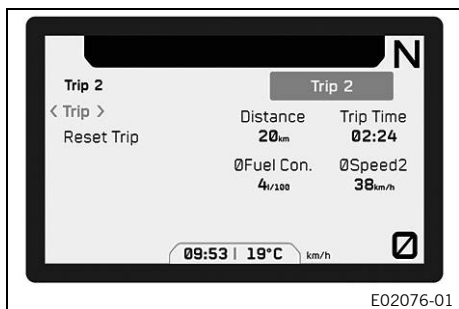 N
Trip 2
Trip 2
< Trip >
Reset Trip
Distance
Trip Time
20km
02:24
ØFuel Con.
ØSpeed2
4l/100
38km/h
09:53 | 19°C
km/h
0
E02076-01